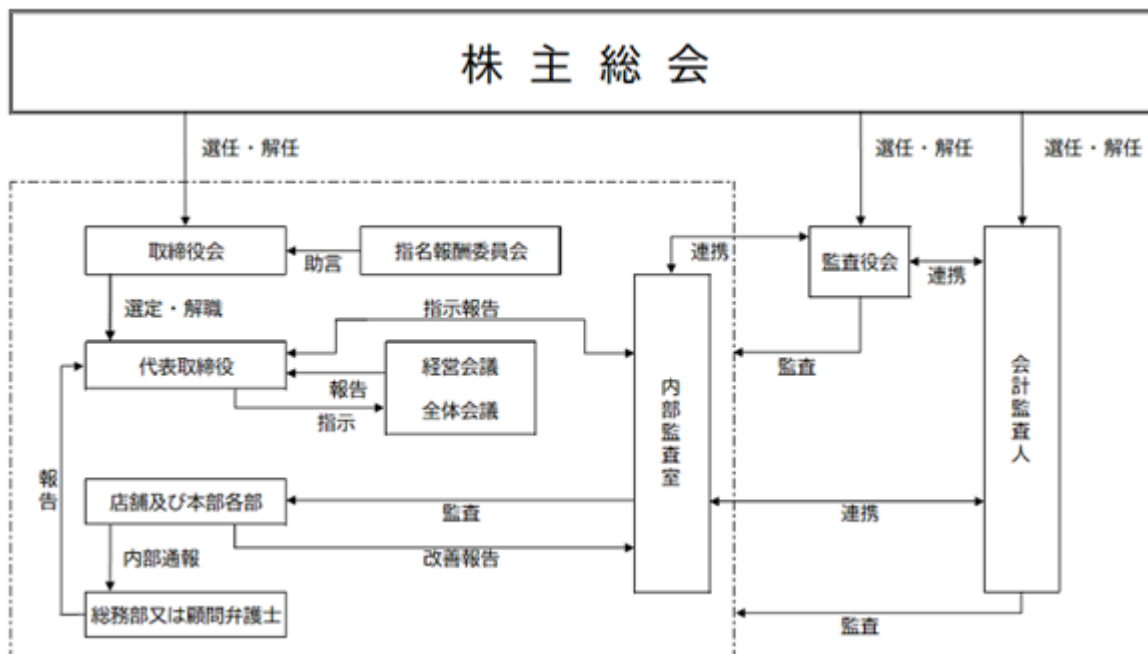 株主総会
選任・解任
選任・解任
選任・解任
取締役会
助言
指名報酬委員会
連携
監査役会
連携
選定・解職
指示報告
代表取締役
報告
経営会議
全体会議
指示
監査
内部監査室
会計監査人
報告
店舗及び本部各部
監査
連携
内部通報
改善報告
総務部又は顧問弁護士
監査